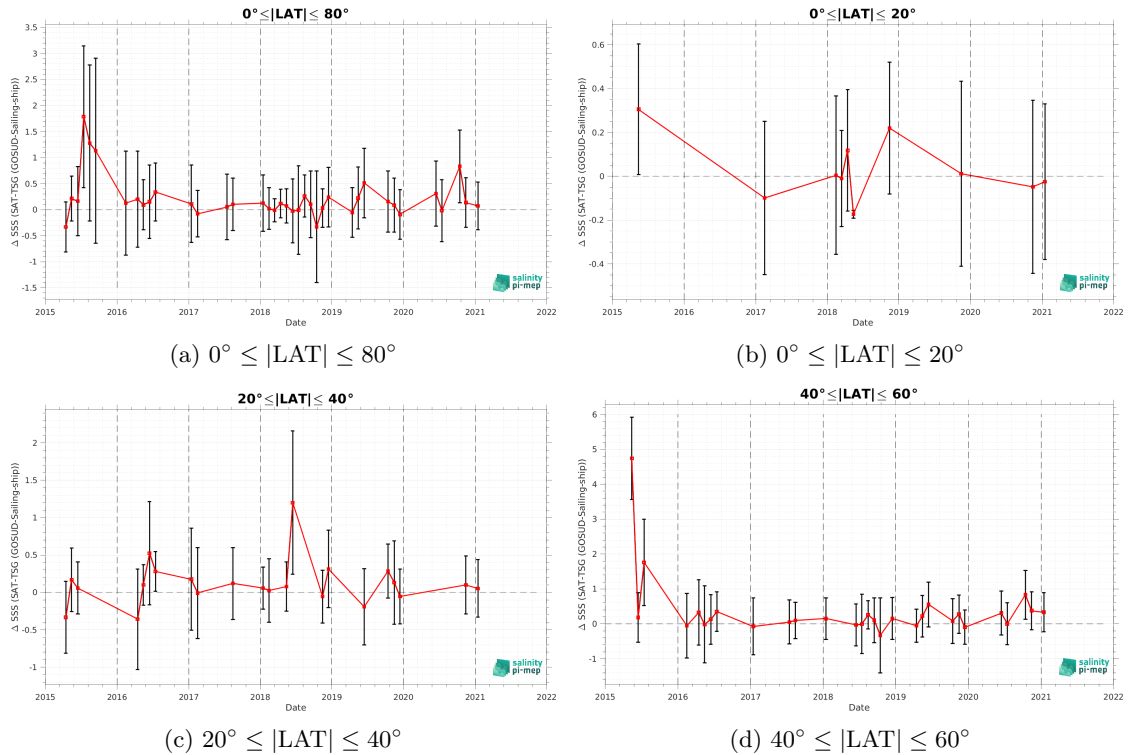 0°≤|LAT|≤ 80°
Δ SSS (SAT-TSG (GOSUD-Sailing-ship))
3.5
3
2.5
2
1.5
1
0.5
0
-0.5
-1
-1.5
2015 2016 2017 2018 2019 2020 2021 2022
Date
salinity
pi-mep
(a) 0° ≤ |LAT| ≤ 80°
0°≤|LAT|≤ 20°
Δ SSS (SAT-TSG (GOSUD-Sailing-ship))
0.6
0.4
0.2
0
-0.2
-0.4
2015 2016 2017 2018 2019 2020 2021 2022
Date
salinity
pi-mep
(b) 0° ≤ |LAT| ≤ 20°
20°≤|LAT|≤ 40°
Δ SSS (SAT-TSG (GOSUD-Sailing-ship))
2
1.5
1
0.5
0
-0.5
-1
2015 2016 2017 2018 2019 2020 2021 2022
Date
salinity
pi-mep
(c) 20° ≤ |LAT| ≤ 40°
40°≤|LAT|≤ 60°
Δ SSS (SAT-TSG (GOSUD-Sailing-ship))
6
5
4
3
2
1
0
-1
2015 2016 2017 2018 2019 2020 2021 2022
Date
salinity
pi-mep
(d) 40° ≤ |LAT| ≤ 60°